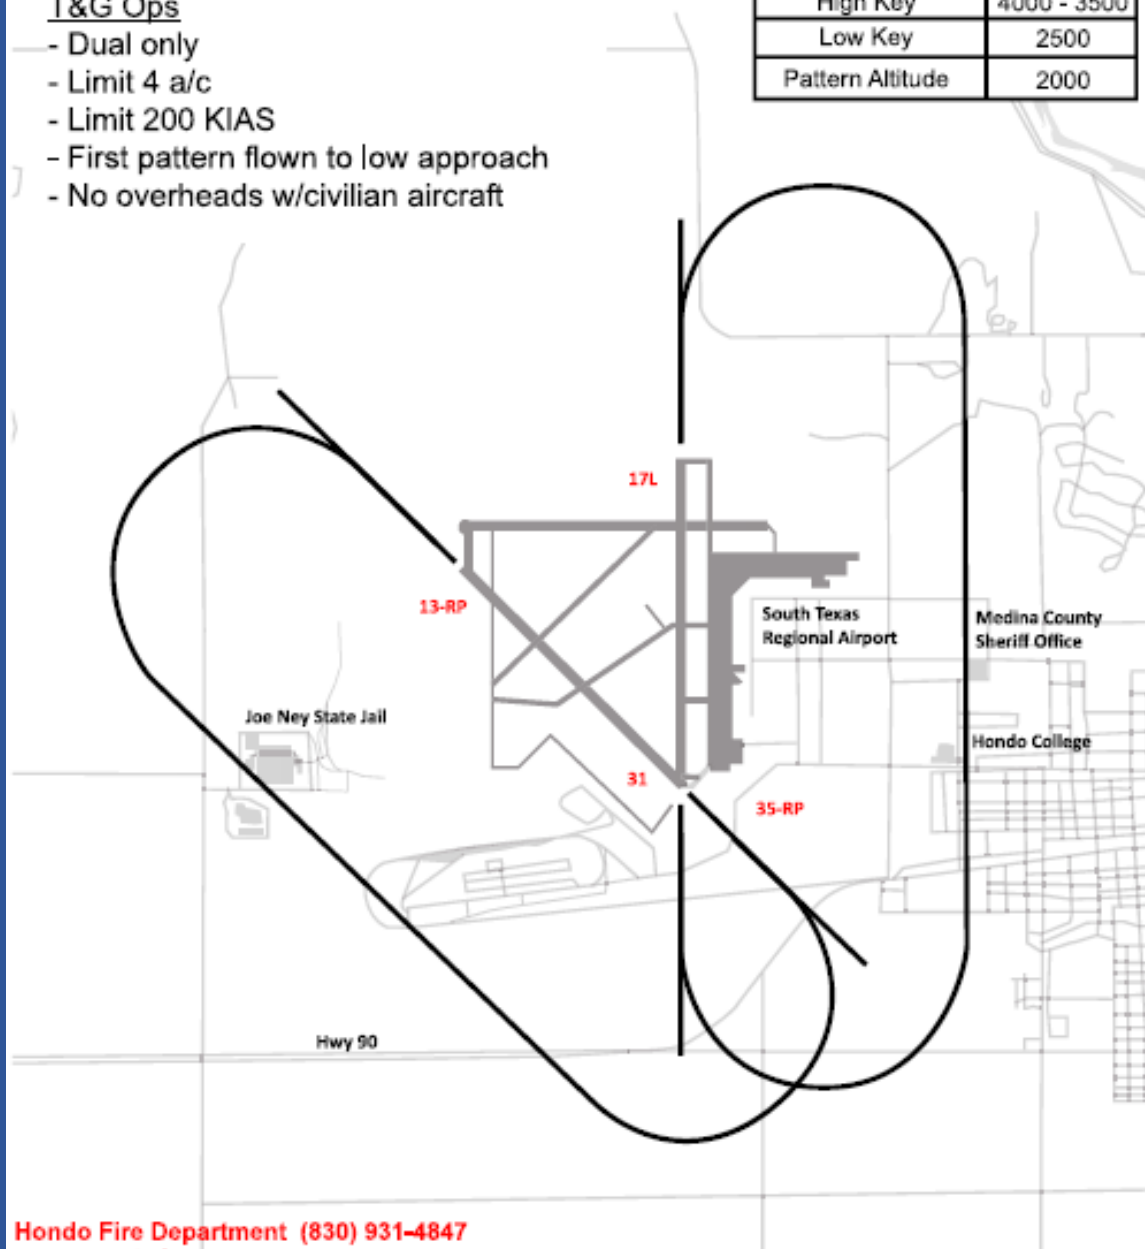 T&G Ops
- Dual only
- Limit 4 a/c
- Limit 200 KIAS
- First pattern flown to low approach
- No overheads w/civilian aircraft
High Key 4000 - 3500
Low Key 2500
Pattern Altitude 2000
17L
13-RP
South Texas
Regional Airport
Medina County
Sheriff Office
Joe Ney State Jail
Hondo College
31
35-RP
Hwy 90
Hondo Fire Department (830) 931-4847